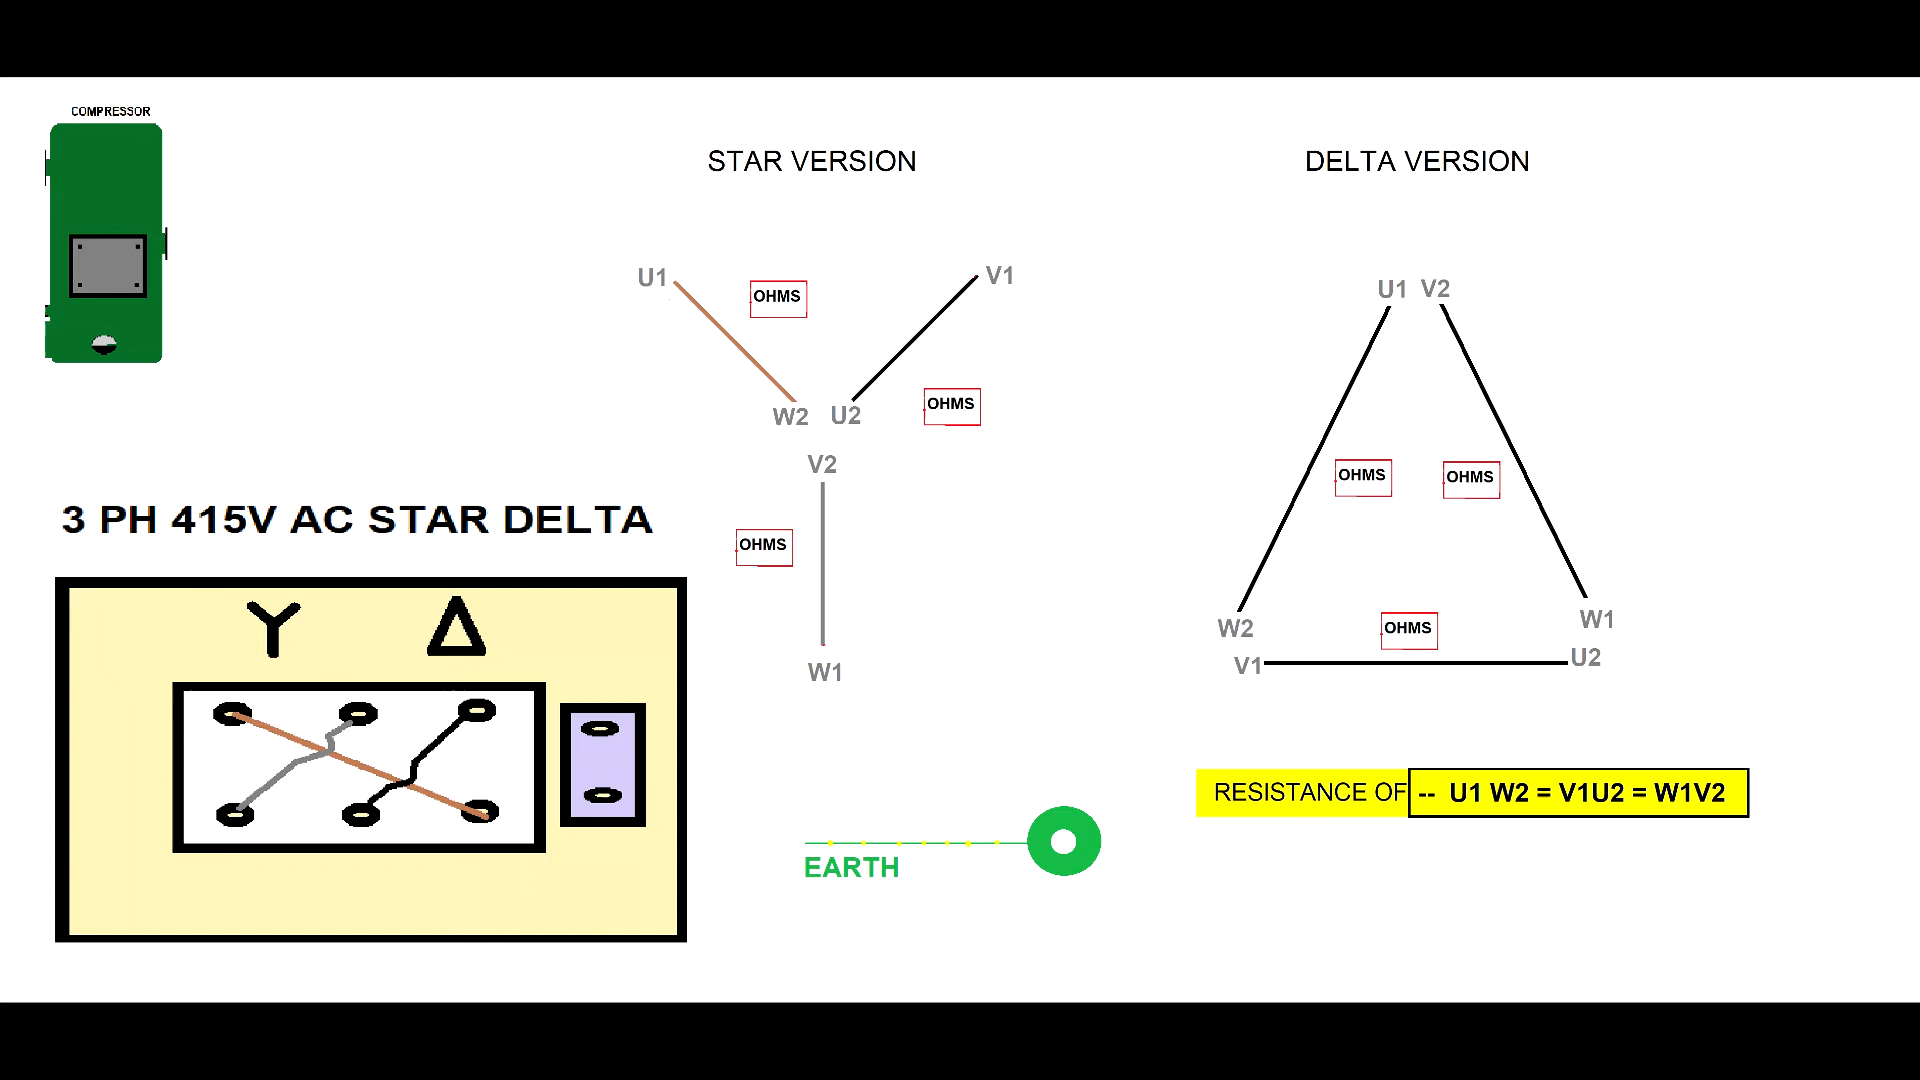 COMPRESSOR
STAR VERSION
DELTA VERSION
U1
OHMS
V1
W2
U2
OHMS
V2
OHMS
W1
U1 V2
OHMS
OHMS
W2
W1
OHMS
V1
U2
3 PH 415V AC STAR DELTA
RESISTANCE OF -- U1 W2 = V1U2 = W1V2
EARTH